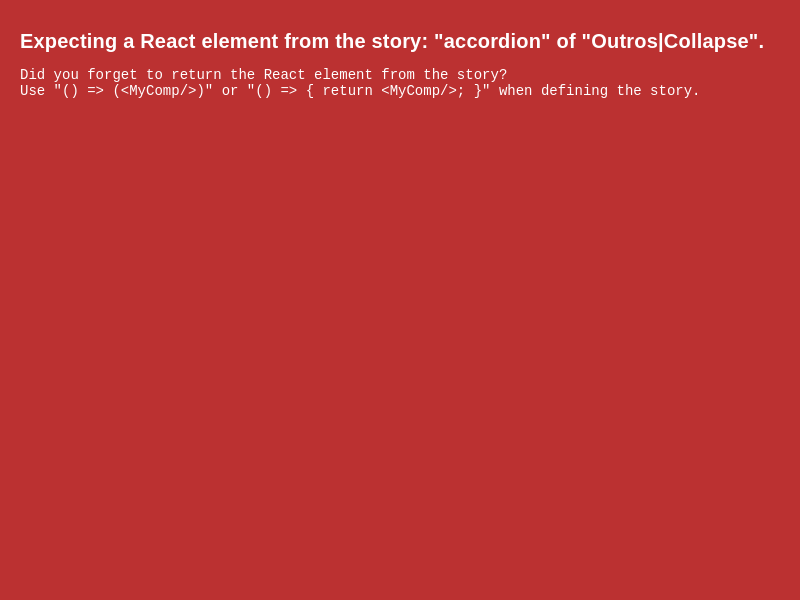 Expecting a React element from the story: "accordion" of "Outros|Collapse".
Did you forget to return the React element from the story?
Use "() => (<MyComp/>)" or "() => { return <MyComp/>; }" when defining the story.